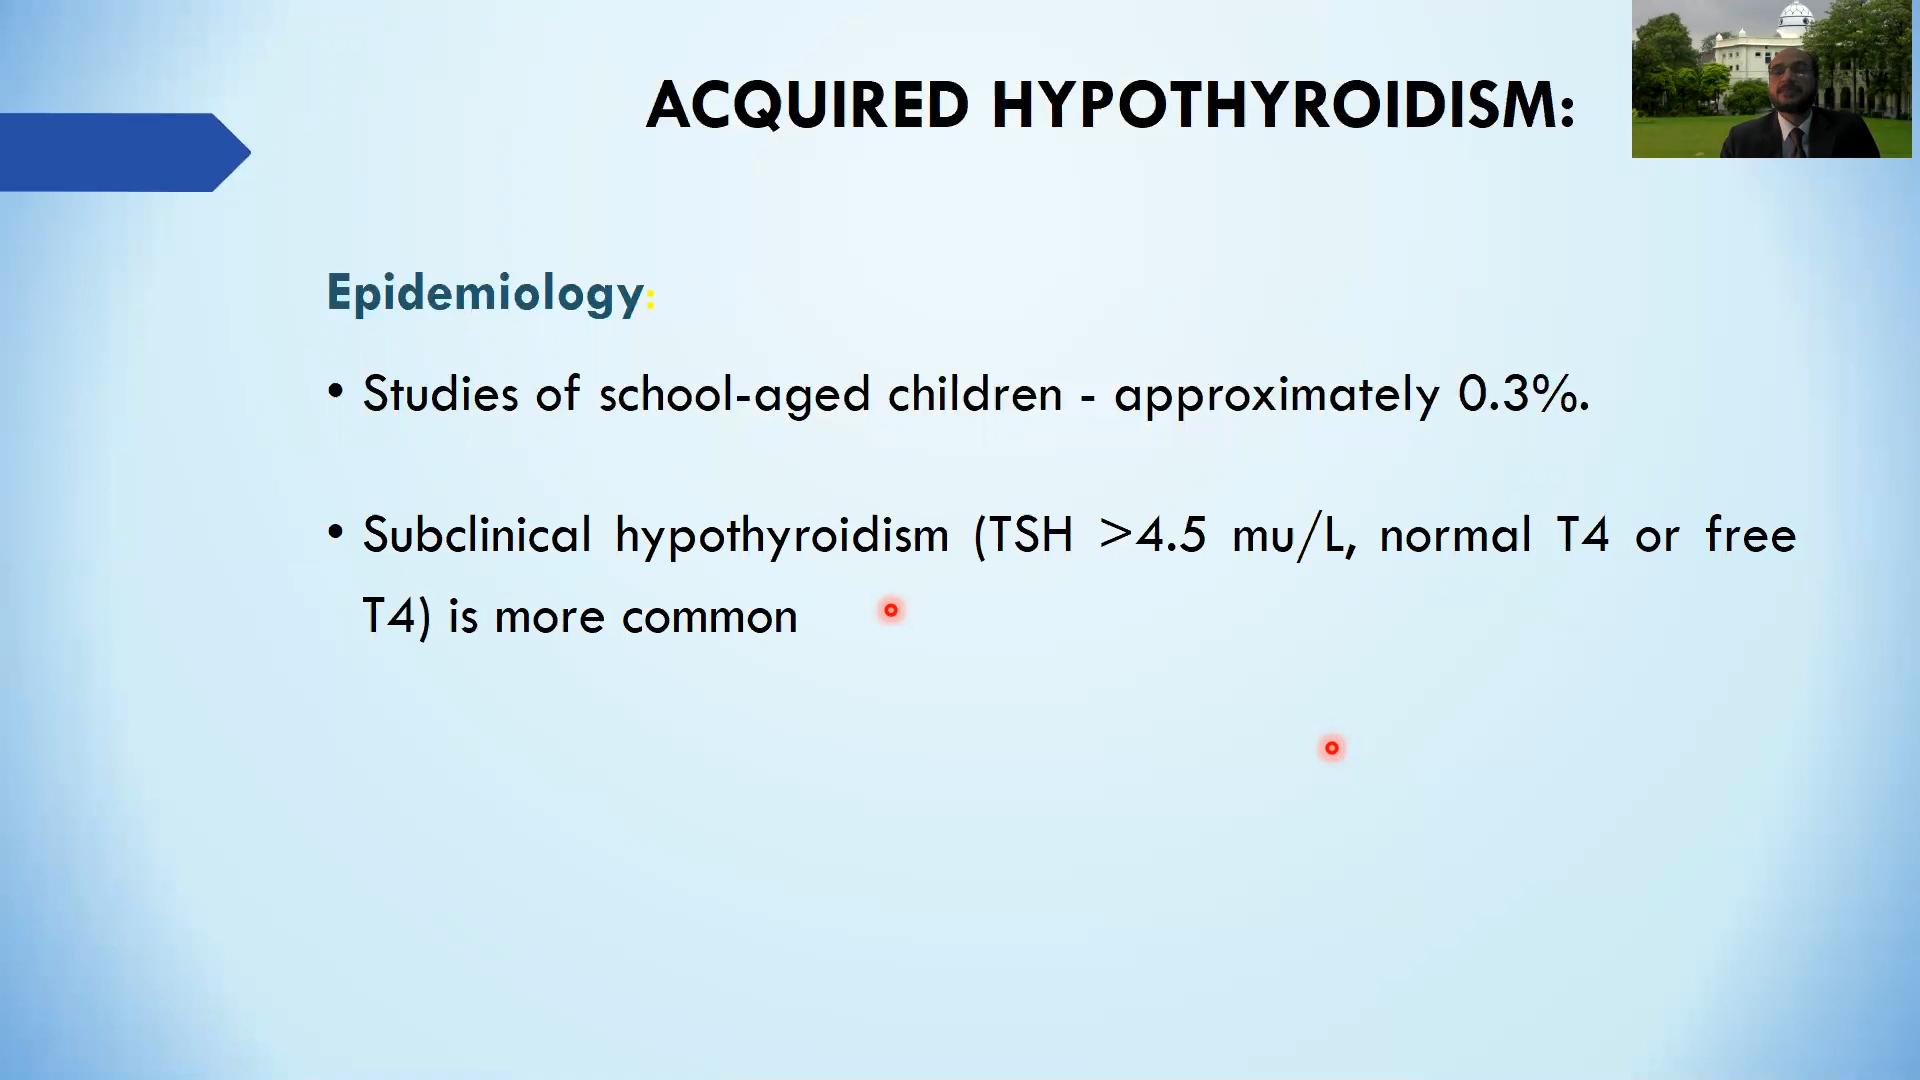 ACQUIRED HYPOTHYROIDISM:
Epidemiology:
• Studies of school-aged children - approximately 0.3%.
• Subclinical hypothyroidism (TSH >4.5 mu/L, normal T4 or free
T4) is more common